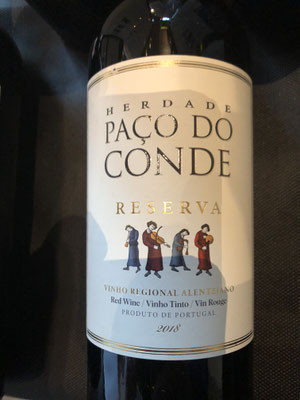 HERDADE
PAÇO DO
CONDE
RESERVA
VINHO REGIONAL ALENTEJANO
Red Wine / Vinho Tinto / Vin Rouge
PRODUTO DE PORTUGAL
2018